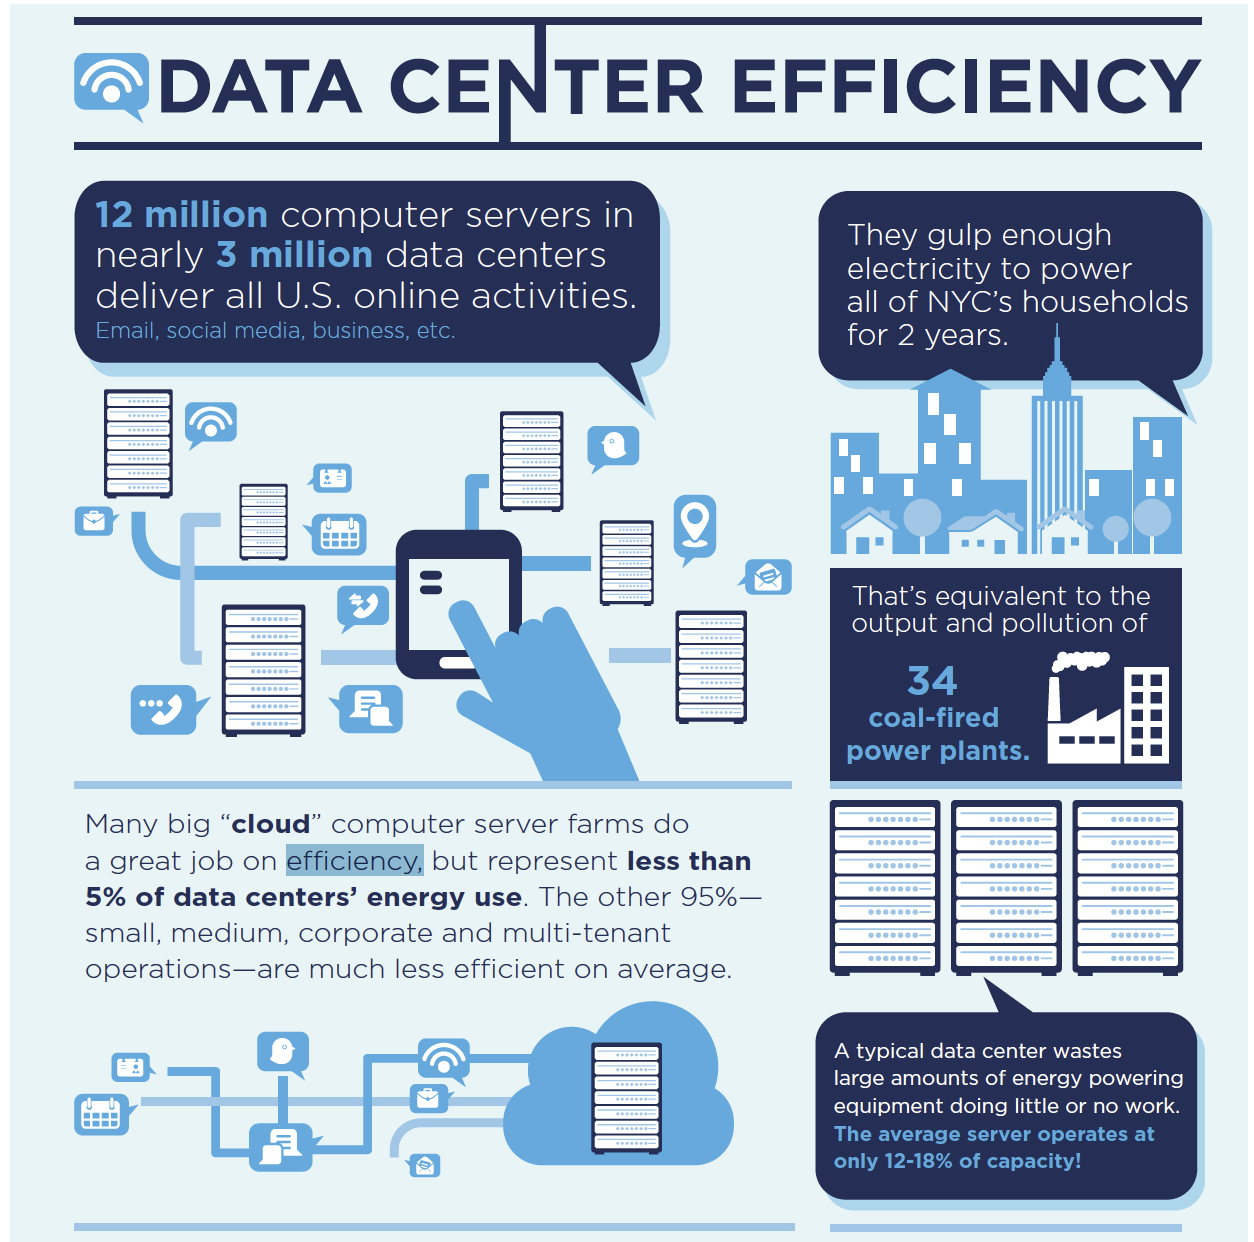 DATA CENTER EFFICIENCY
12 million computer servers in
nearly 3 million data centers
deliver all U.S. online activities.
Email, social media, business, etc.
They gulp enough
electricity to power
all of NYC's households
for 2 years.
That's equivalent to the
output and pollution of
34
coal-fired
power plants.
Many big “cloud” computer server farms do
a great job on efficiency, but represent less than
5% of data centers’ energy use. The other 95%—
small, medium, corporate and multi-tenant
operations—are much less efficient on average.
A typical data center wastes
large amounts of energy powering
equipment doing little or no work.
The average server operates at
only 12-18% of capacity!